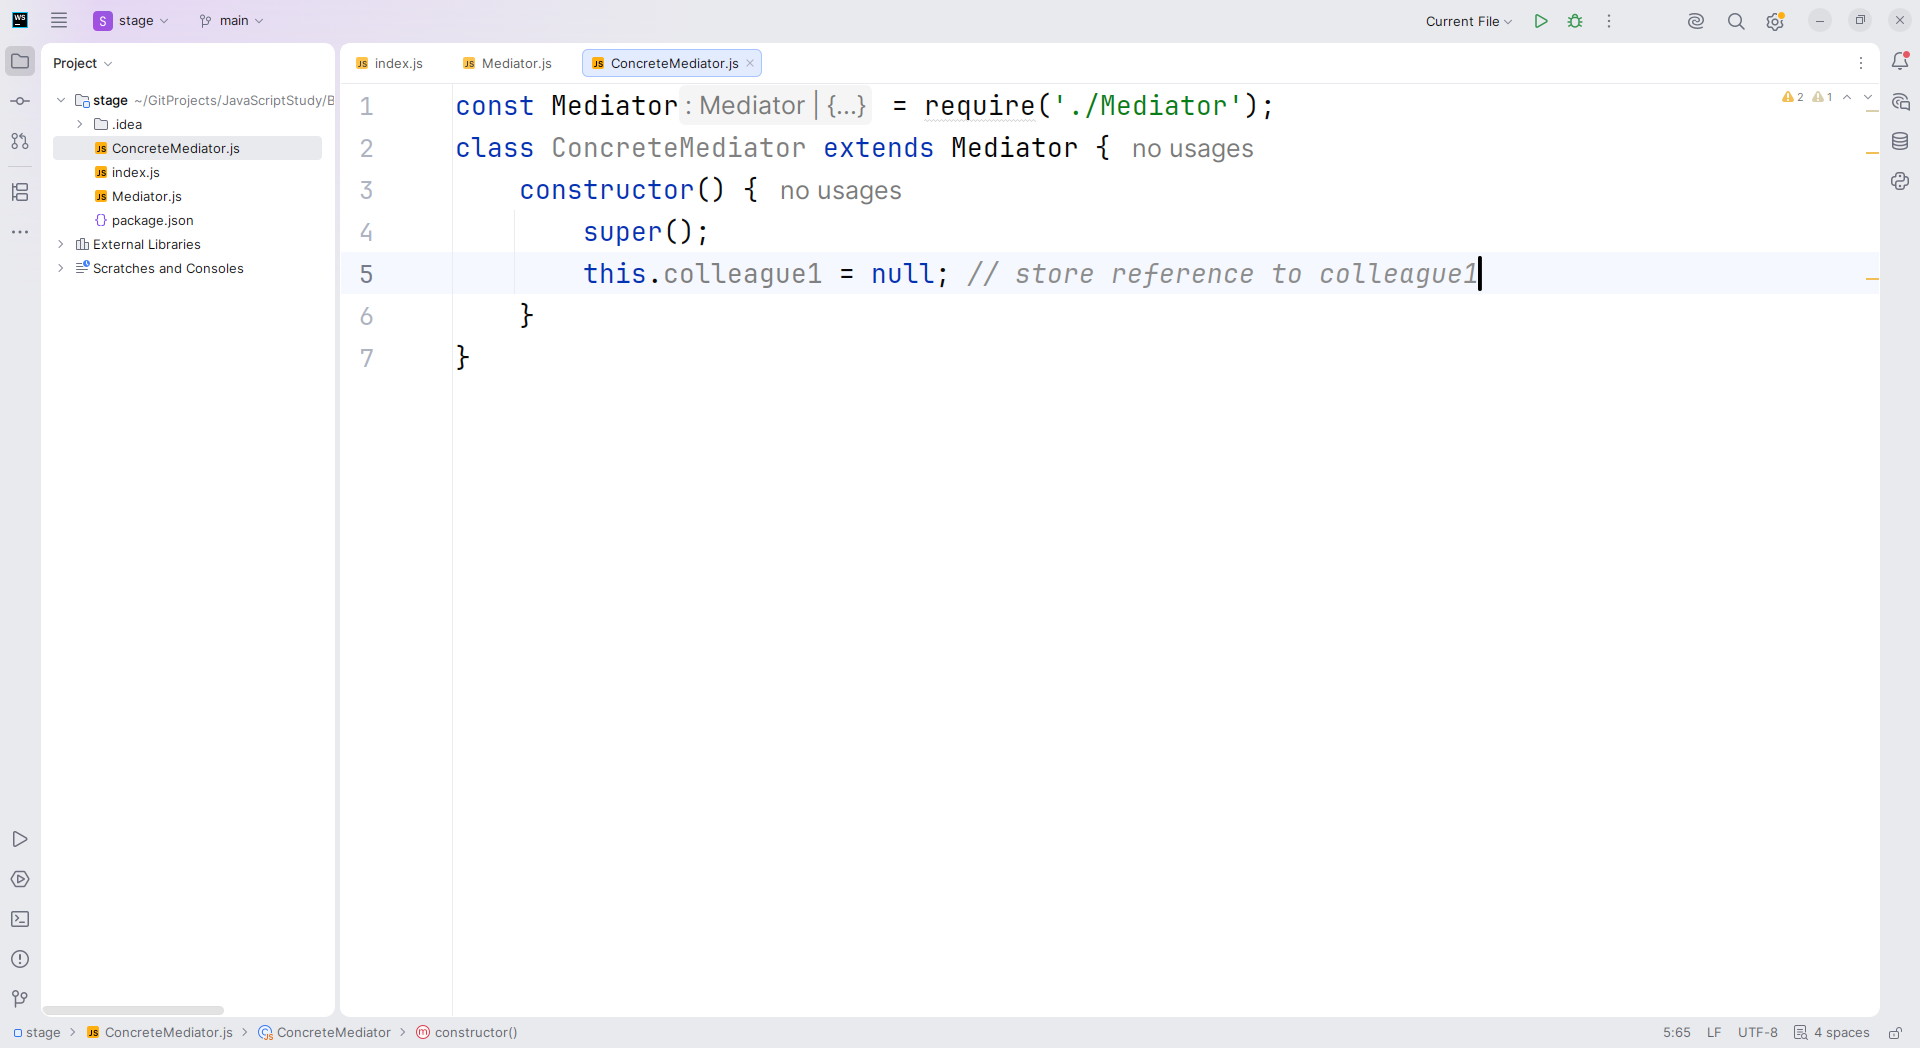 WS
S stage main Current File
Project
index.js Mediator.js ConcreteMediator.js
stage ~/GitProjects/JavaScriptStudy/B
.idea
ConcreteMediator.js
index.js
Mediator.js
package.json
External Libraries
Scratches and Consoles
2 1
1 const Mediator : Mediator | {...} = require('./Mediator');
2 class ConcreteMediator extends Mediator { no usages
3 constructor() { no usages
4 super();
5 this.colleague1 = null; // store reference to colleague1
6 }
7 }
stage ConcreteMediator.js ConcreteMediator constructor()
5:65 LF UTF-8 4 spaces